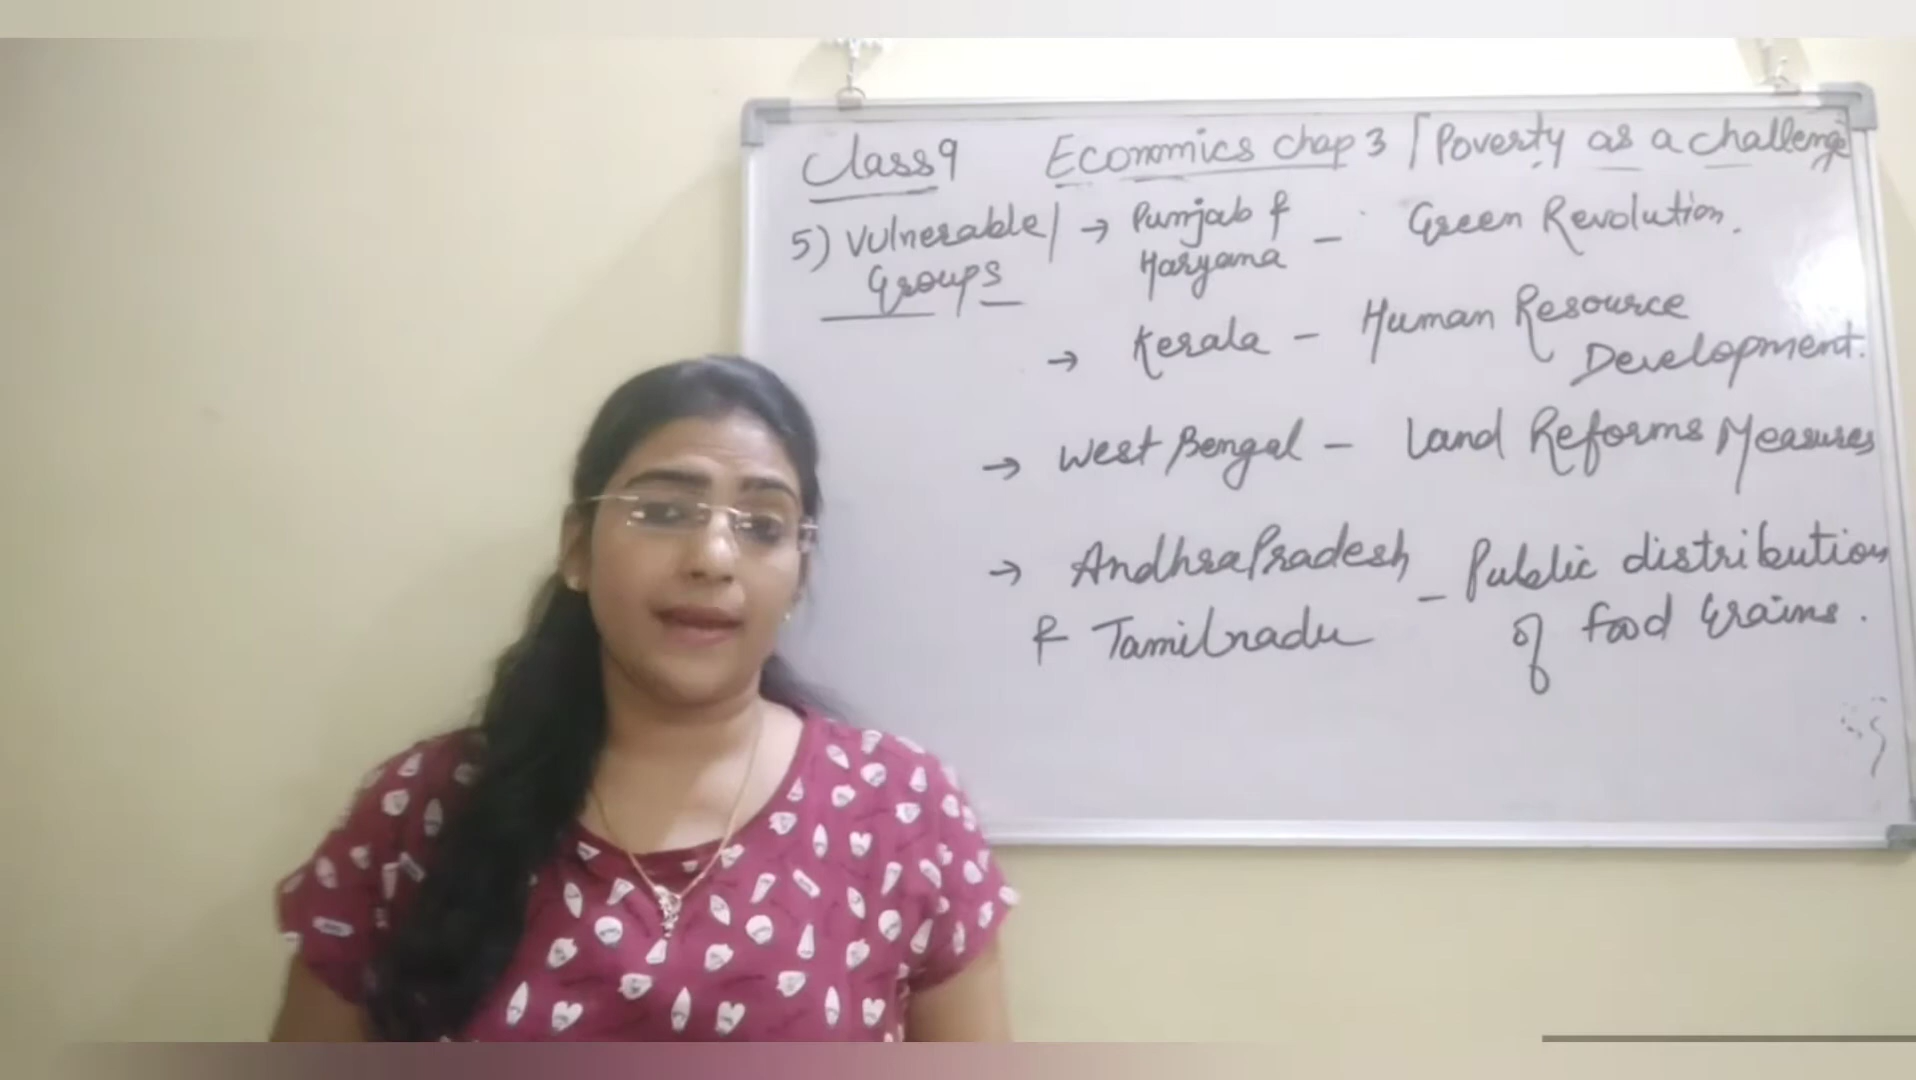 Class 9 Economics Chap 3 | Poverty as a challenge
5) Vulnerable | → Punjab & – Green Revolution.
Groups Haryana
→ Kerala – Human Resource
Development.
→ West Bengal – Land Reforms Measures
→ Andhra Pradesh – Public distribution
& Tamilnadu of food Grains.